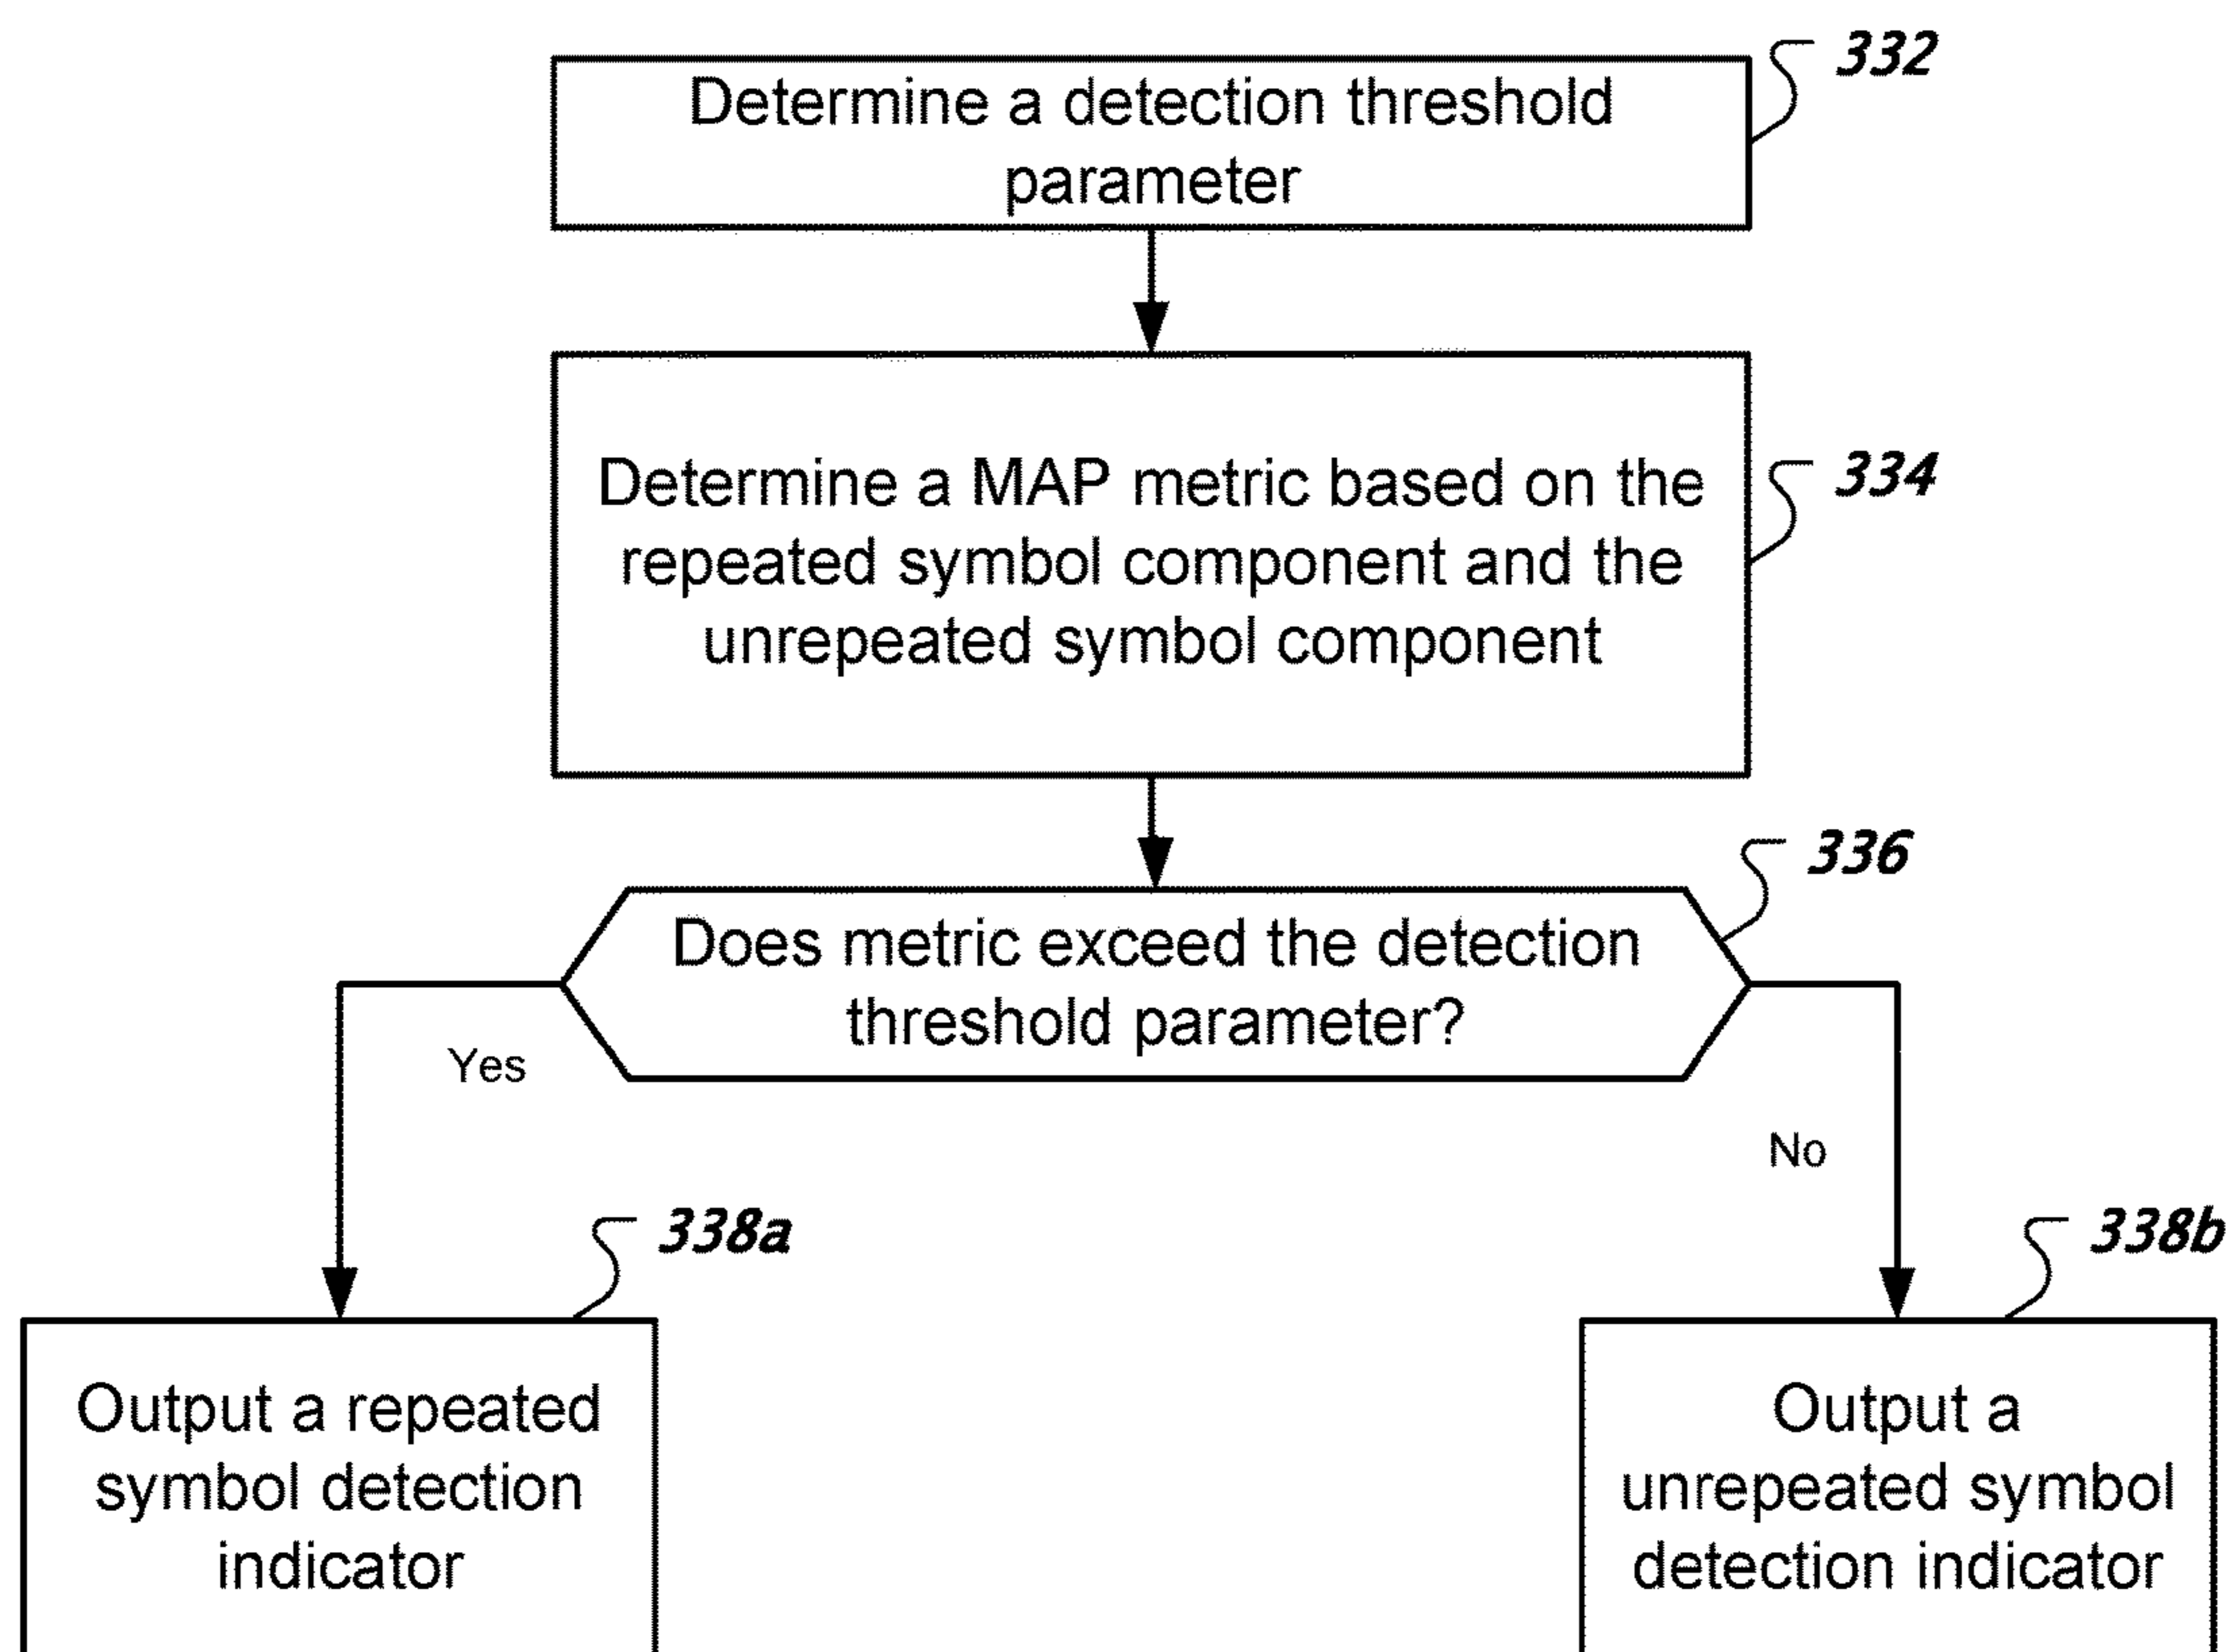 332
Determine a detection threshold
parameter
334
Determine a MAP metric based on the
repeated symbol component and the
unrepeated symbol component
336
Does metric exceed the detection
threshold parameter?
Yes
No
338a
338b
Output a repeated
symbol detection
indicator
Output a
unrepeated symbol
detection indicator